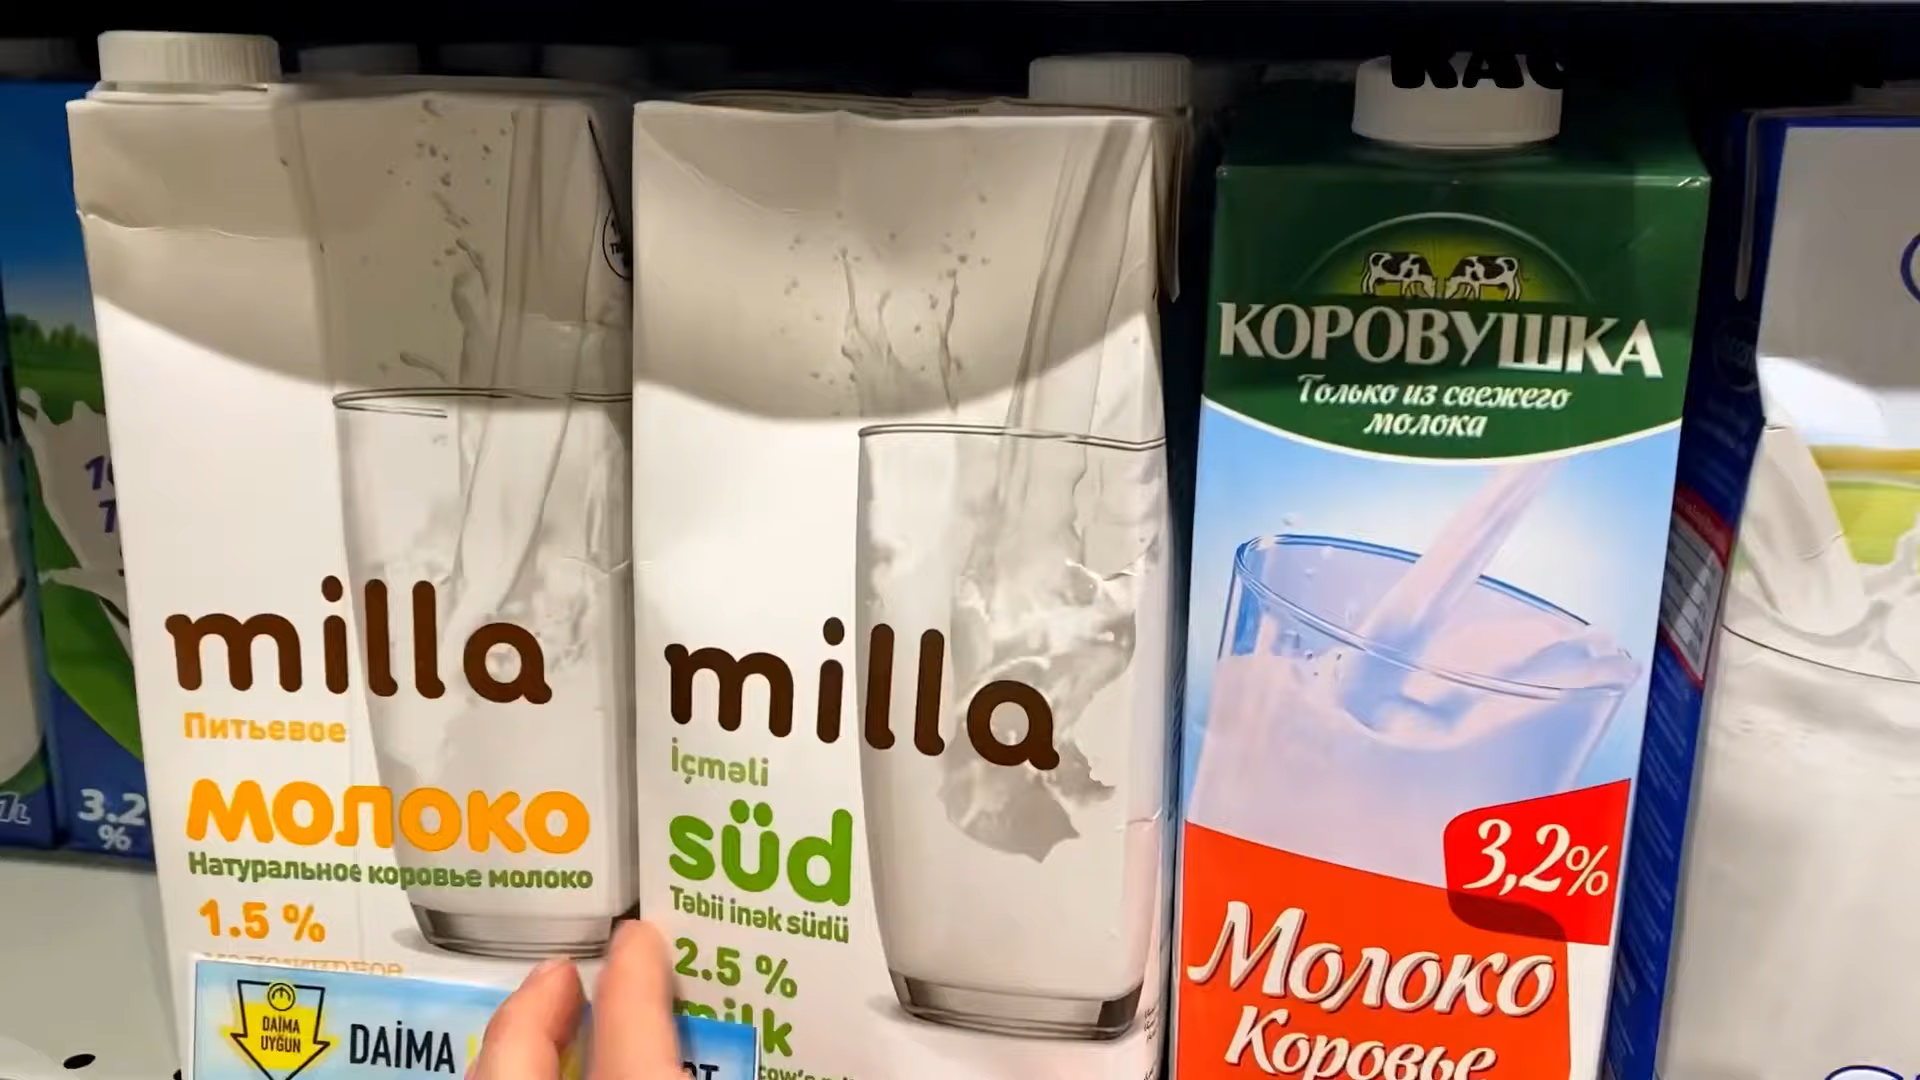 milla
Питьевое
молоко
Натуральное коровье молоко
1.5 %
DAİMA
UYĞUN
DAİMA
milla
İçməli
süd
Təbii inək südü
2.5 %
milk
КОРОВУШКА
Только из свежего
молока
3,2%
Молоко
Коровье
3.2
%
1L